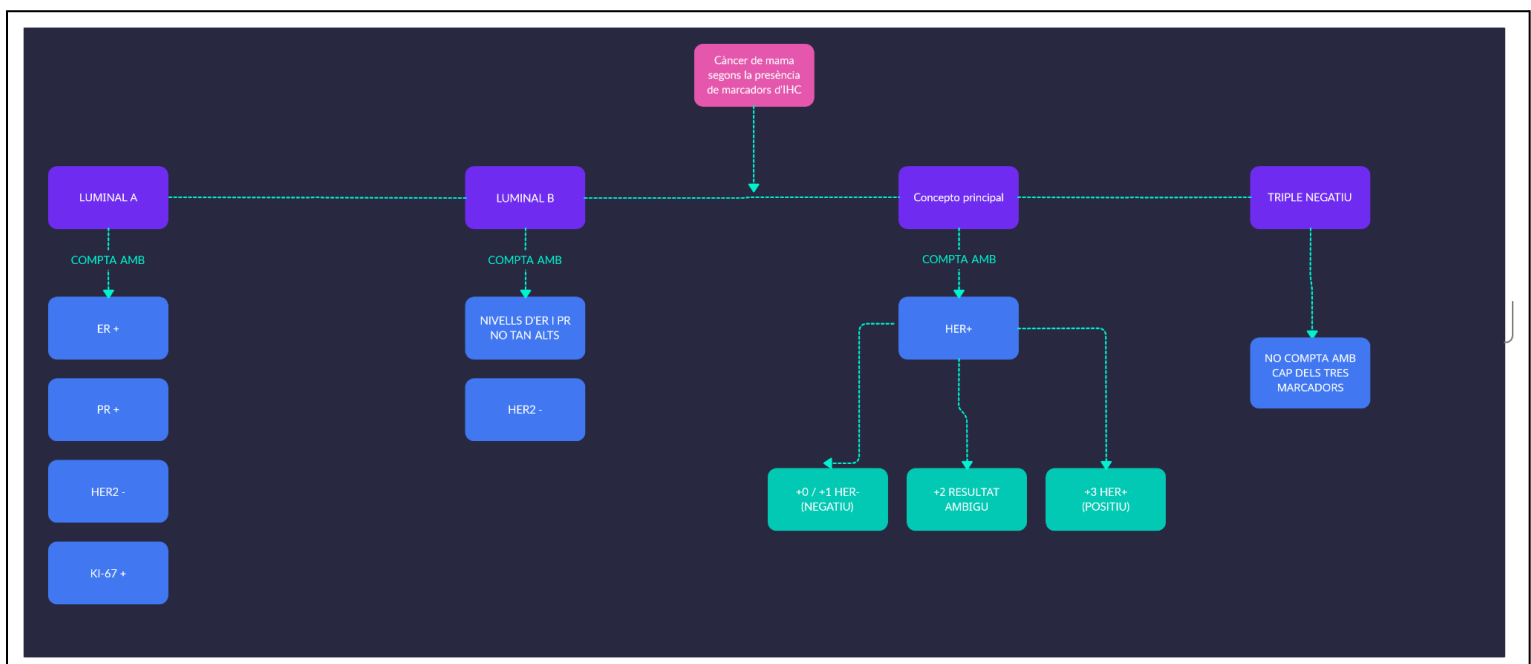 Càncer de mama
segons la presència
de marcadors d'IHC
LUMINAL A
LUMINAL B
Concepto principal
TRIPLE NEGATIU
COMPTA AMB
COMPTA AMB
COMPTA AMB
ER +
NIVELLS D'ER I PR
NO TAN ALTS
HER+
NO COMPTA AMB
CAP DELS TRES
MARCADORS
PR +
HER2 -
HER2 -
+0 / +1 HER-
(NEGATIU)
+2 RESULTAT
AMBIGU
+3 HER+
(POSITIU)
KI-67 +